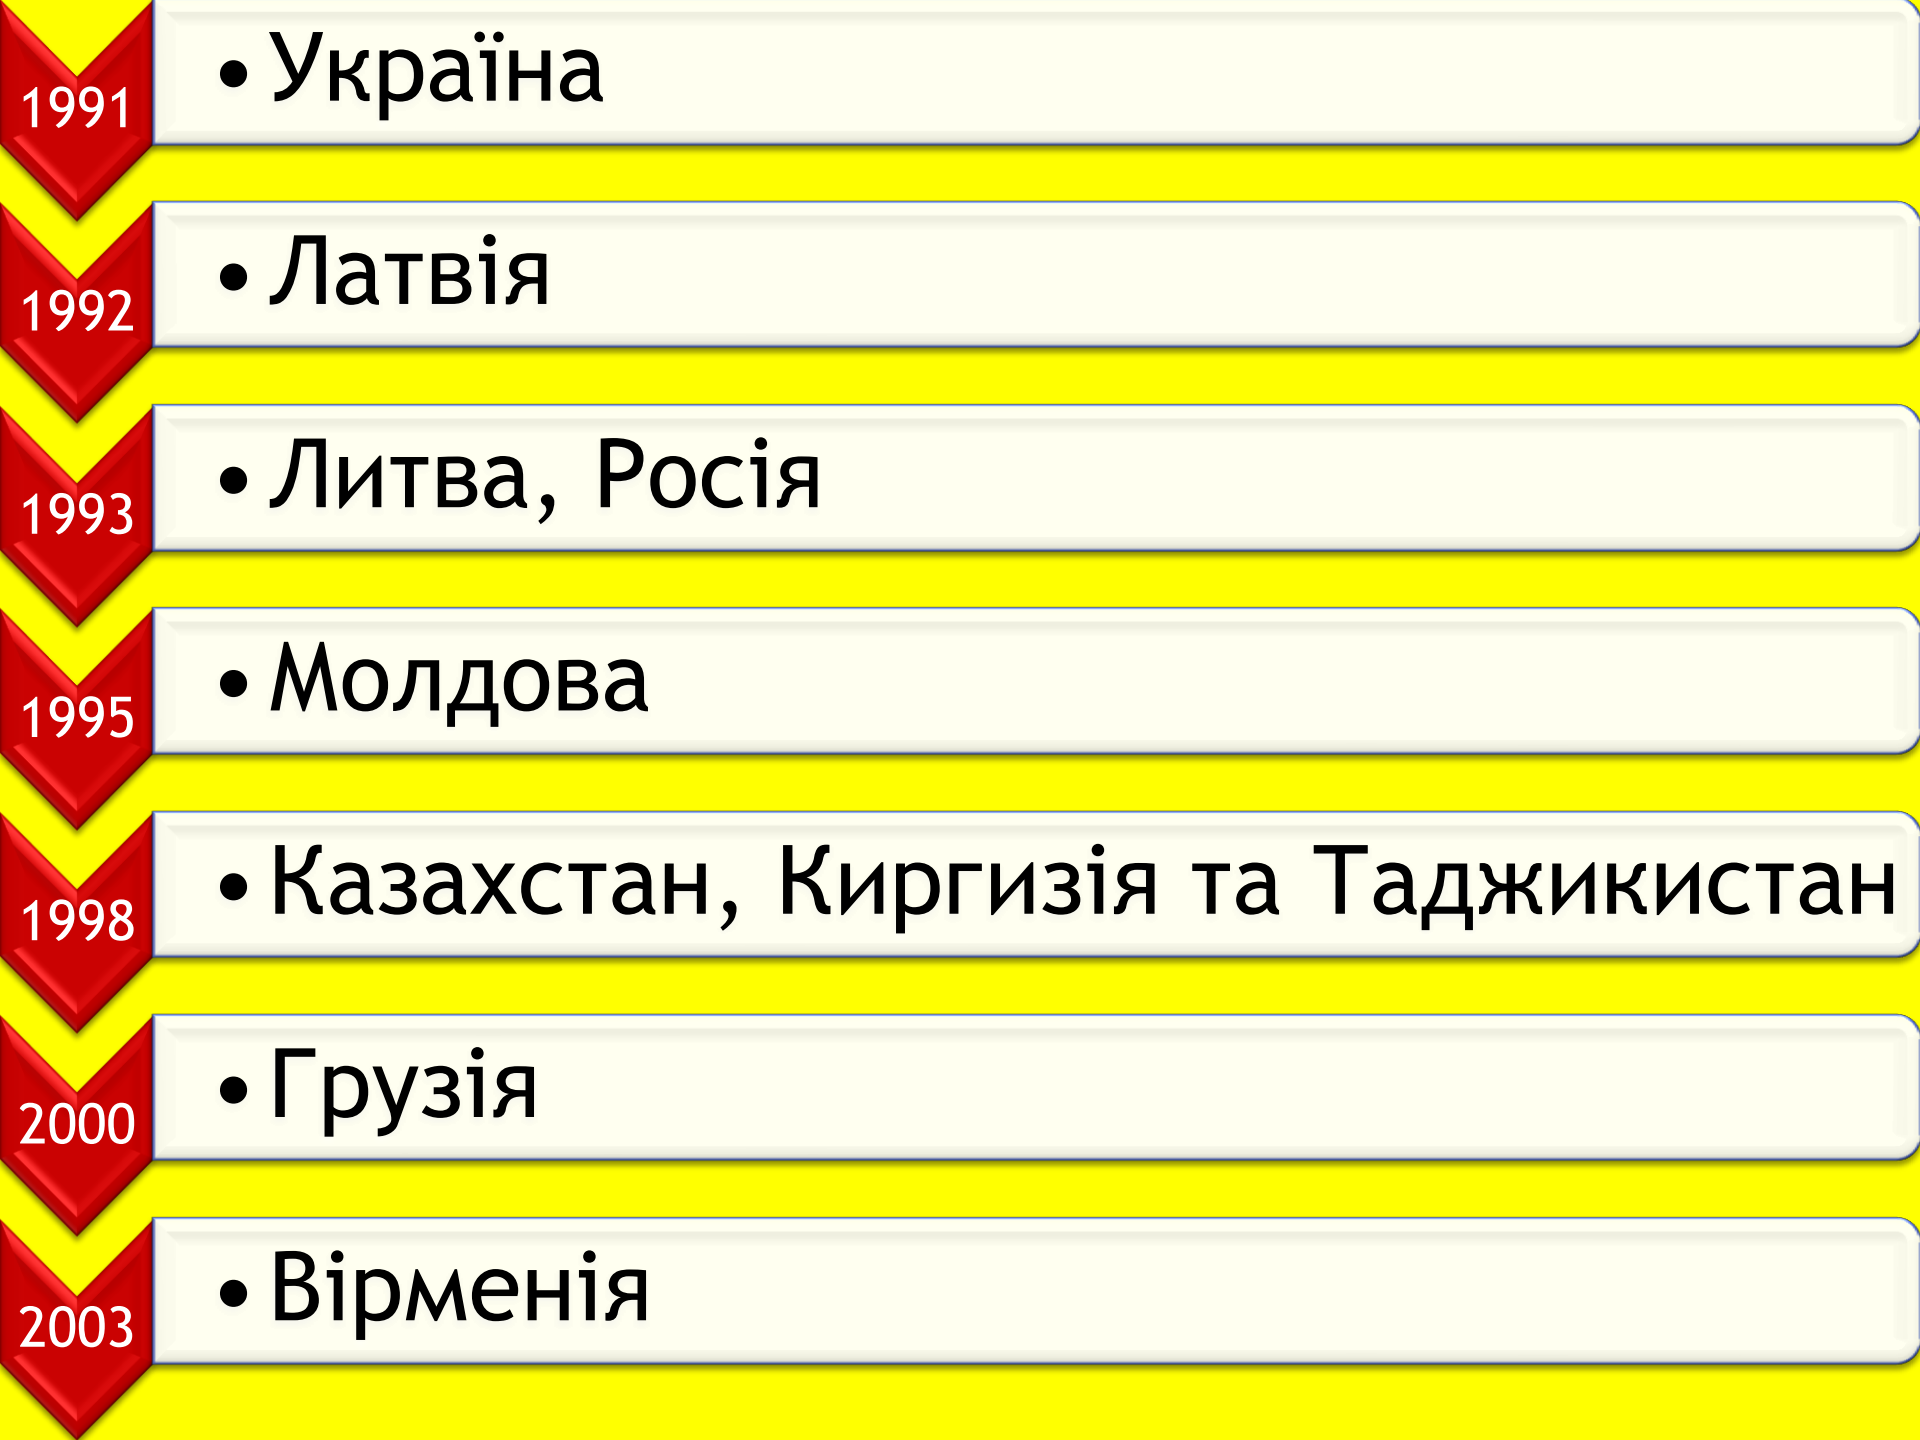 1991
• Україна
1992
• Латвія
1993
• Литва, Росія
1995
• Молдова
1998
• Казахстан, Киргизія та Таджикистан
2000
• Грузія
2003
• Вірменія